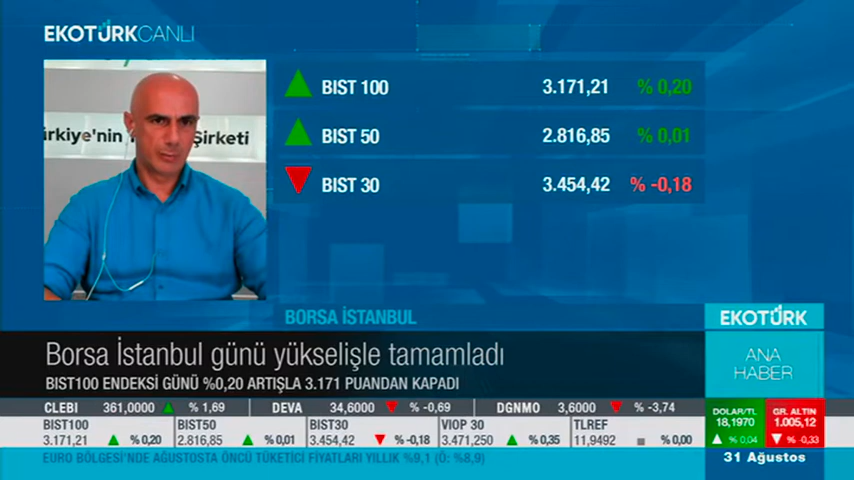 EKOTÜRK CANLI
ürkiye'nin
Şirketi
BIST 100 3.171,21 % 0,20
BIST 50 2.816,85 % 0,01
BIST 30 3.454,42 % -0,18
BORSA İSTANBUL
EKOTÜRK
ANA
HABER
Borsa İstanbul günü yükselişle tamamladı
BIST100 ENDEKSİ GÜNÜ %0,20 ARTIŞLA 3.171 PUANDAN KAPADI
CLEBI 361,0000 % 1,69 DEVA 34,6000 % -0,69 DGNMO 3,6000 % -3,74
BIST100 BIST50 BIST30 VIOP 30 TLREF
3.171,21 % 0,20 2.816,85 % 0,01 3.454,42 % -0,18 3.471,250 % 0,35 11,9492 % 0,00
DOLAR/TL GR. ALTIN
18,1970 1.005,12
% 0,04 % -0,33
EURO BÖLGESİ'NDE AĞUSTOSTA ÖNCÜ TÜKETİCİ FİYATLARI YILLIK %9,1 (Ö: %8,9)
31 Ağustos